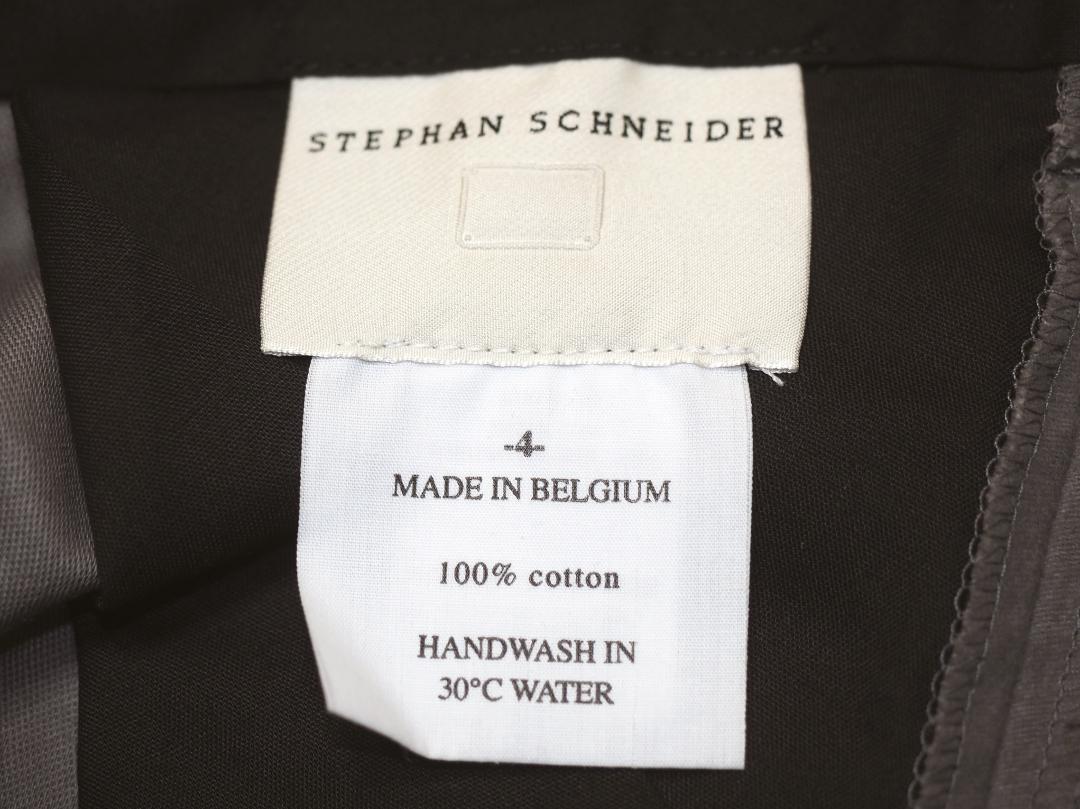 STEPHAN SCHNEIDER
-4-
MADE IN BELGIUM
100% cotton
HANDWASH IN
30°C WATER